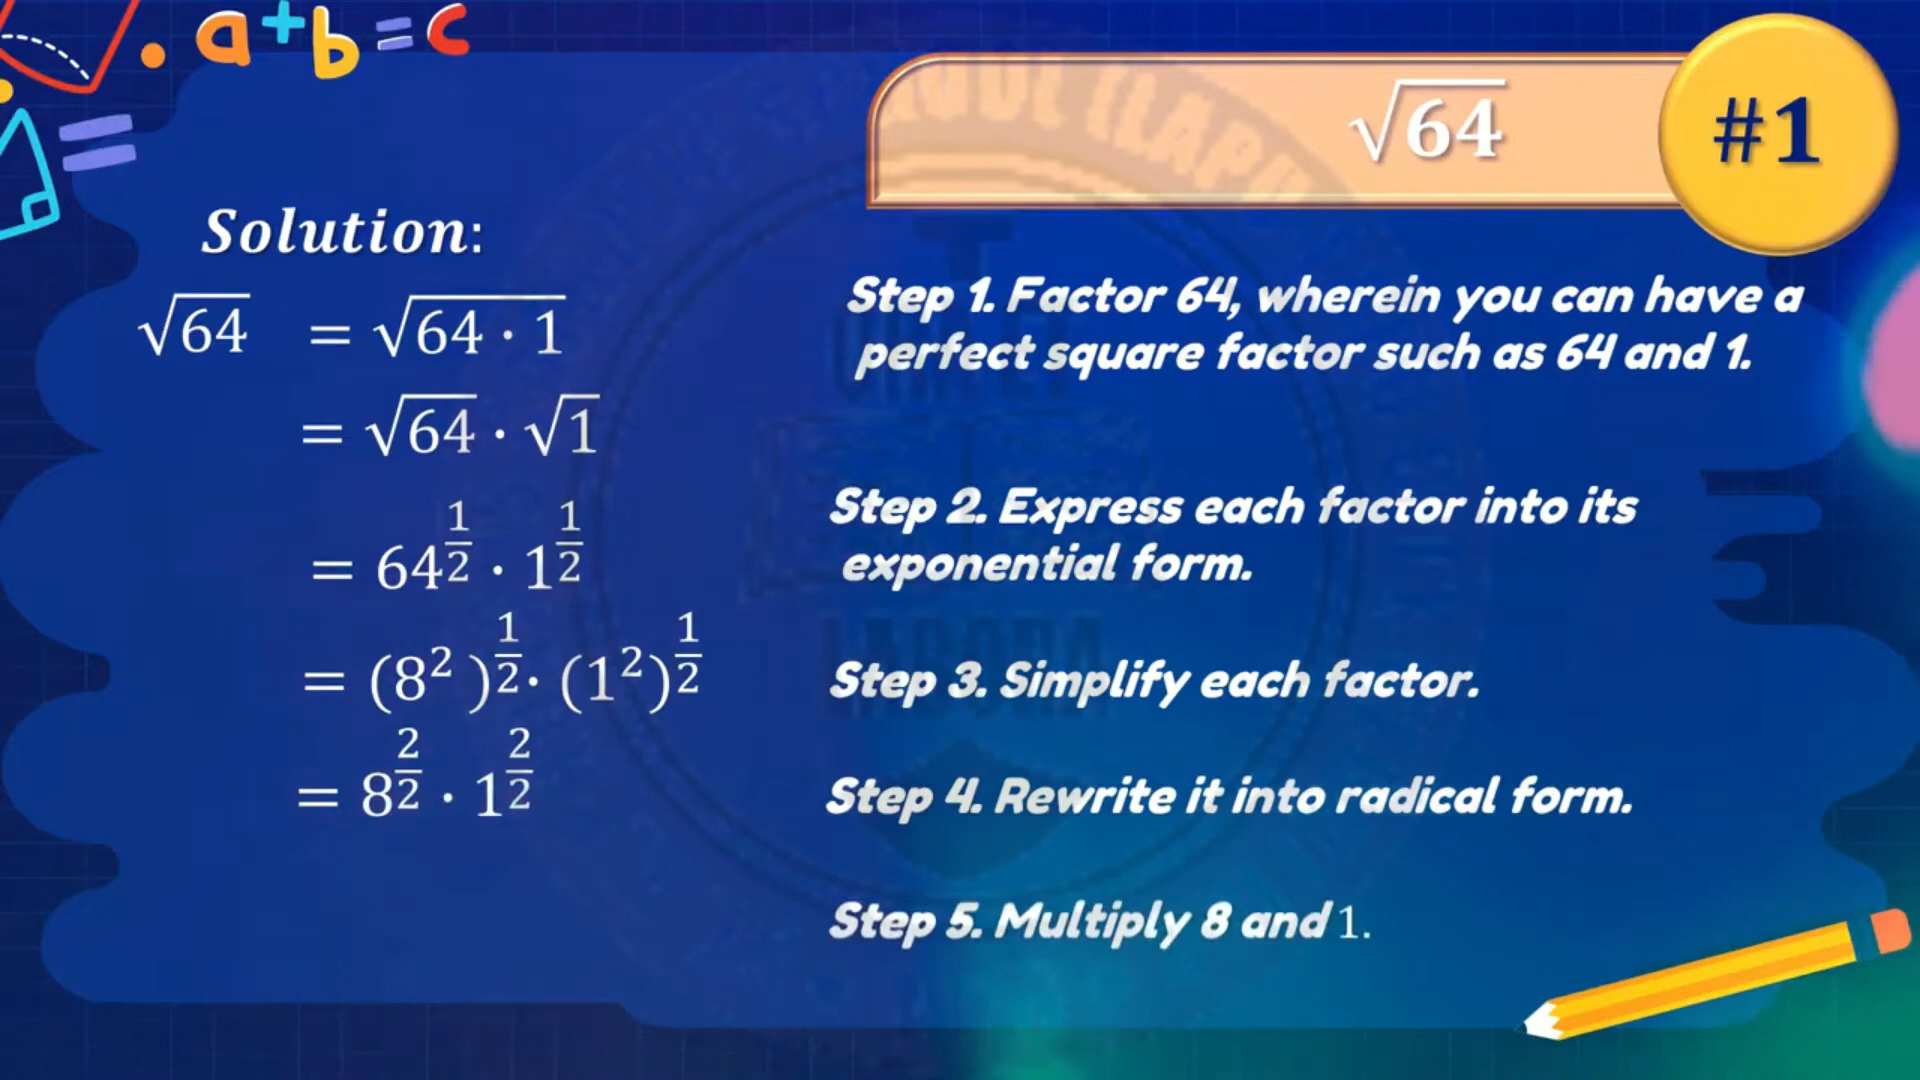 a+b=c
√64
#1
Solution:
√64 = √64 · 1
= √64 · √1
= 64^(1/2) · 1^(1/2)
= (8²)^(1/2) · (1²)^(1/2)
= 8^(2/2) · 1^(2/2)
Step 1. Factor 64, wherein you can have a
perfect square factor such as 64 and 1.
Step 2. Express each factor into its
exponential form.
Step 3. Simplify each factor.
Step 4. Rewrite it into radical form.
Step 5. Multiply 8 and 1.